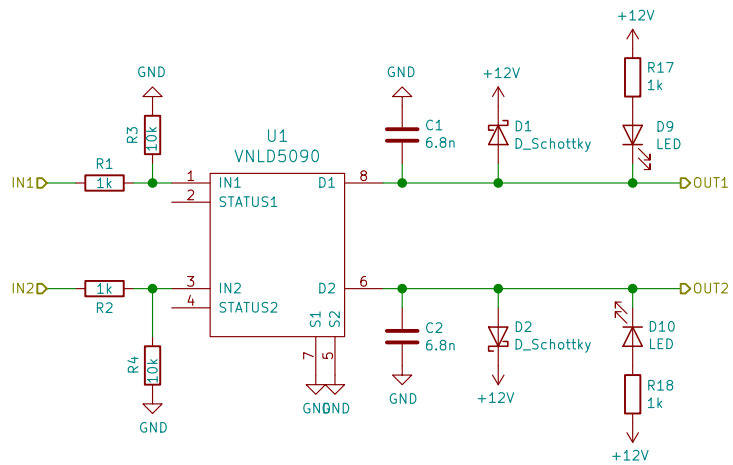 +12V
GND
+12V
R17
1k
R3
10k
C1
6.8n
D1
D_Schottky
D9
LED
U1
VNLD5090
R1
1k
IN1
1
IN1
D1
8
OUT1
2
STATUS1
IN2
1k
R2
3
IN2
D2
6
OUT2
4
STATUS2
S1
S2
7
5
R4
10k
C2
6.8n
D2
D_Schottky
D10
LED
R18
1k
GND
GND
GND
+12V
GND
+12V